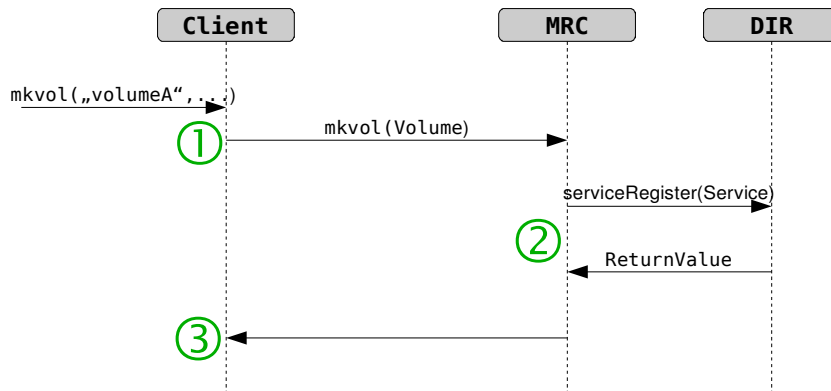 Client MRC DIR
mkvol(„volumeA“,...)
① mkvol(Volume)
serviceRegister(Service)
②
ReturnValue
③